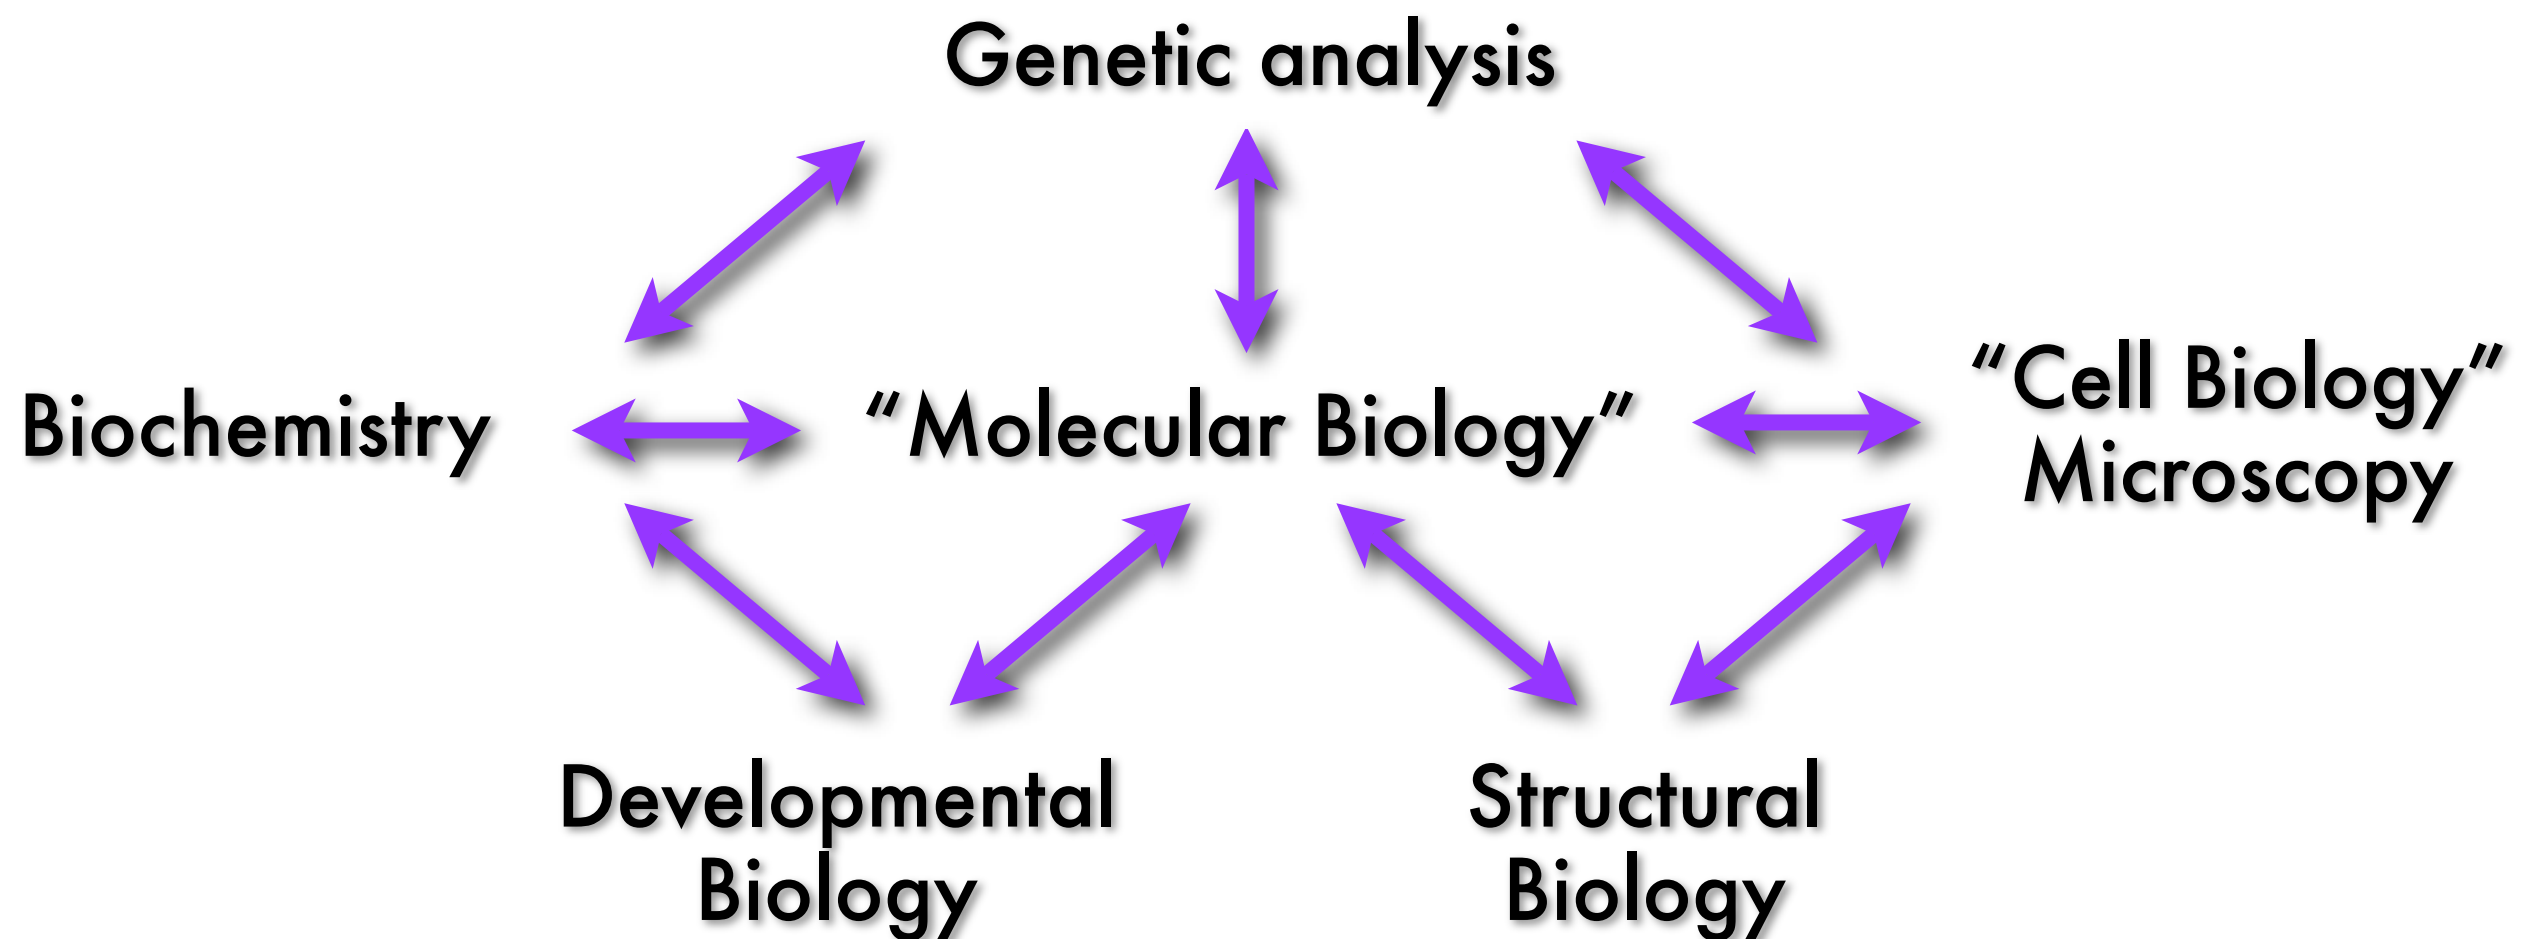 Genetic analysis
Biochemistry
“Molecular Biology”
“Cell Biology”
Microscopy
Developmental
Biology
Structural
Biology